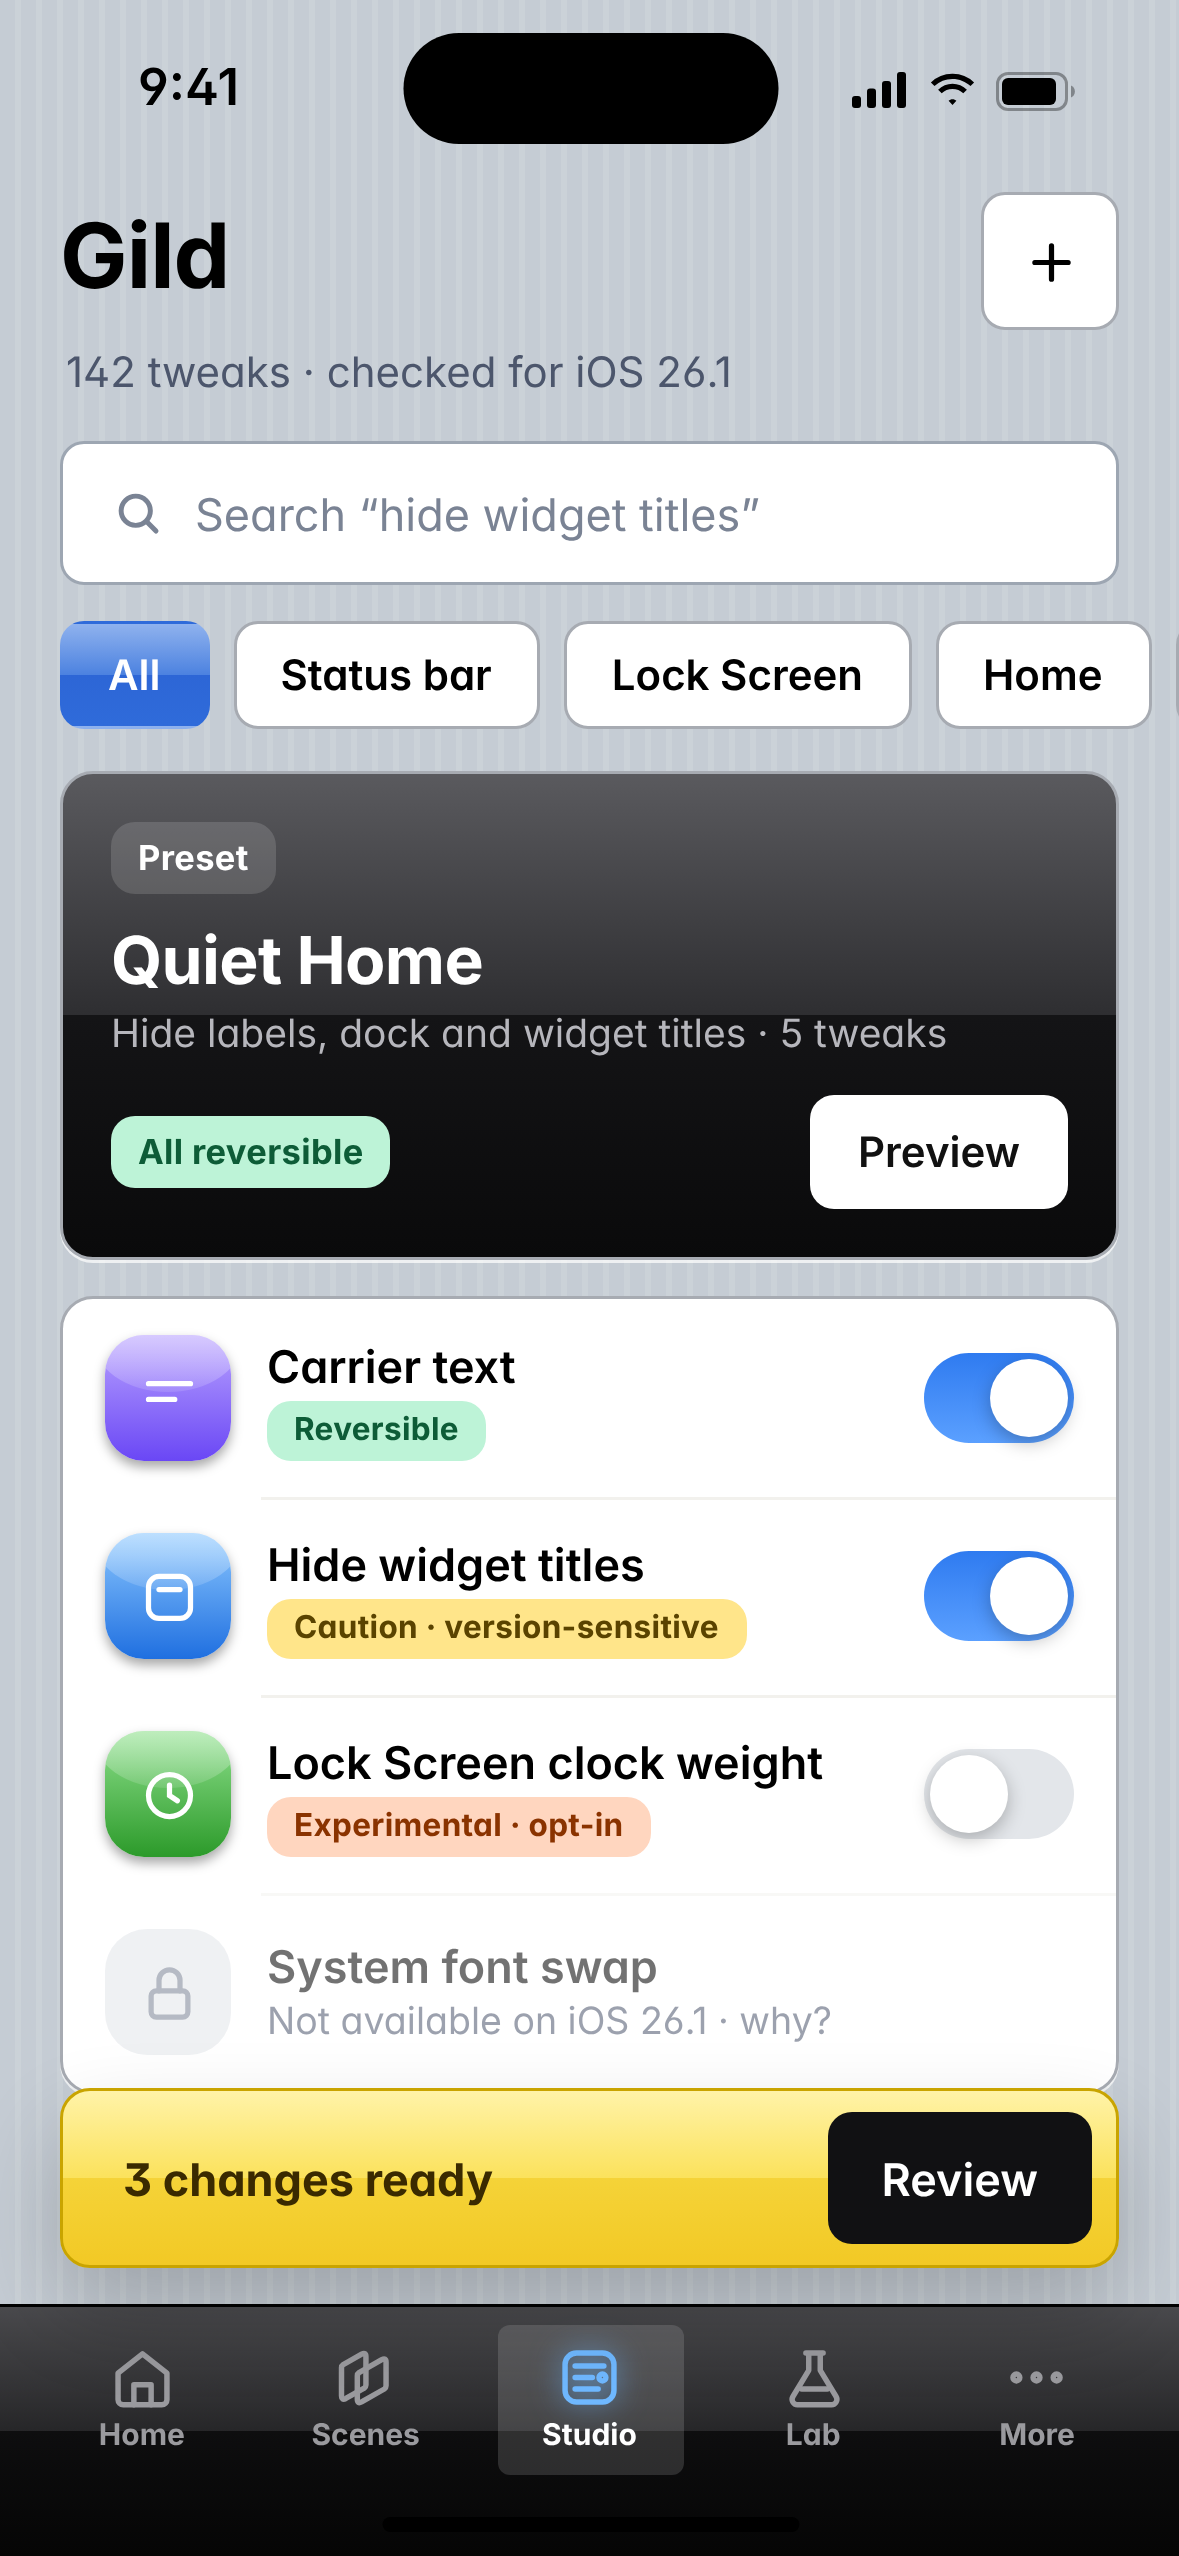 9:41
Gild
142 tweaks · checked for iOS 26.1
Search “hide widget titles”
All
Status bar
Lock Screen
Home
Preset
Quiet Home
Hide labels, dock and widget titles · 5 tweaks
All reversible
Preview
Carrier text
Reversible
Hide widget titles
Caution · version-sensitive
Lock Screen clock weight
Experimental · opt-in
System font swap
Not available on iOS 26.1 · why?
3 changes ready
Review
Home
Scenes
Studio
Lab
More